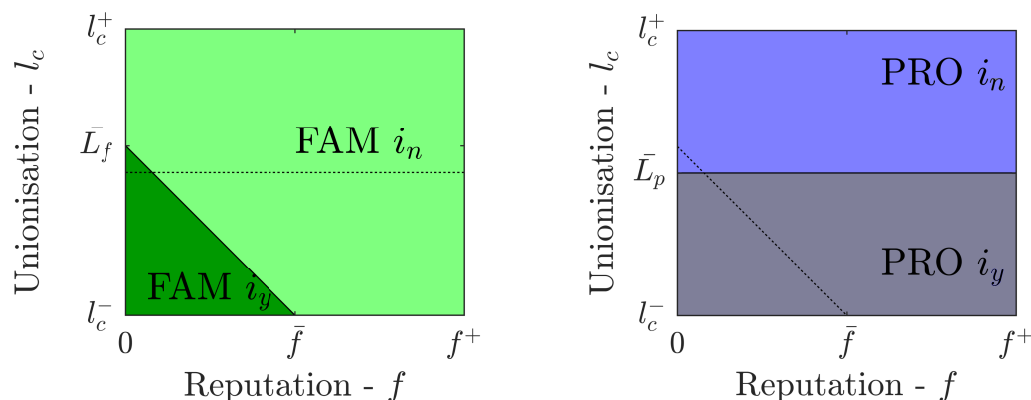 Unionisation - l_c
l_c^+
L̄_f
l_c^-
FAM i_n
FAM i_y
0
f̄
f^+
Reputation - f
Unionisation - l_c
l_c^+
L̄_p
l_c^-
PRO i_n
PRO i_y
0
f̄
f^+
Reputation - f